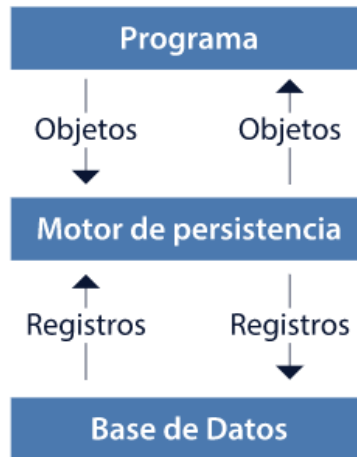 Programa
Objetos Objetos
Motor de persistencia
Registros Registros
Base de Datos